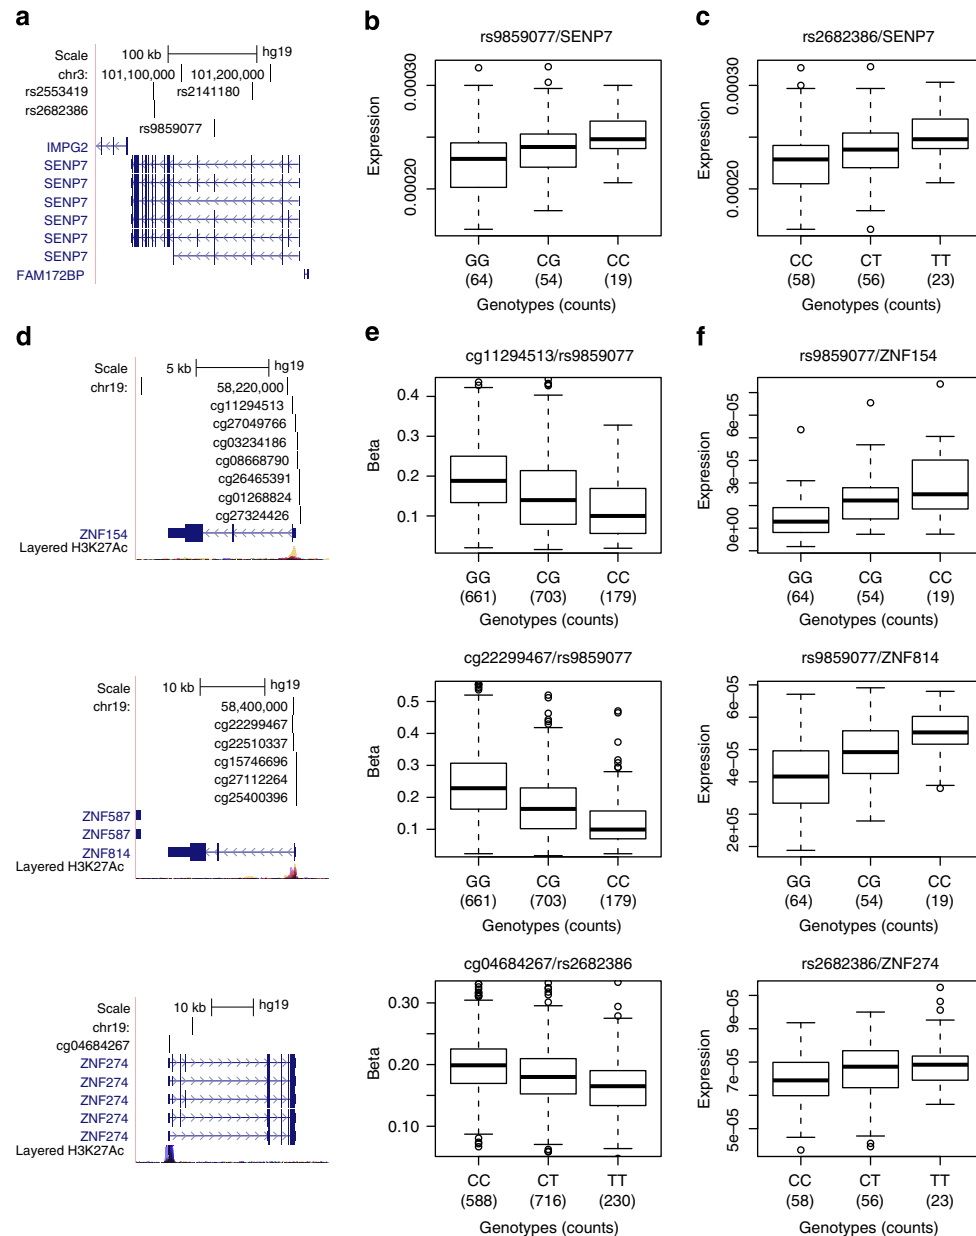 a
Scale
100 kb
hg19
chr3:
101,100,000
101,200,000
rs2553419
rs2141180
rs2682386
rs9859077
IMPG2
SENP7
SENP7
SENP7
SENP7
SENP7
SENP7
FAM172BP
b
rs9859077/SENP7
Expression
0.00030
0.00020
GG
CG
CC
(64)
(54)
(19)
Genotypes (counts)
c
rs2682386/SENP7
Expression
0.00030
0.00020
CC
CT
TT
(58)
(56)
(23)
Genotypes (counts)
d
Scale
5 kb
hg19
chr19:
58,220,000
cg11294513
cg27049766
cg03234186
cg08668790
cg26465391
cg01268824
cg27324426
ZNF154
Layered H3K27Ac
Scale
10 kb
hg19
chr19:
58,400,000
cg22299467
cg22510337
cg15746696
cg27112264
cg25400396
ZNF587
ZNF587
ZNF814
Layered H3K27Ac
Scale
10 kb
hg19
chr19:
cg04684267
ZNF274
ZNF274
ZNF274
ZNF274
ZNF274
Layered H3K27Ac
e
cg11294513/rs9859077
Beta
0.4
0.3
0.2
0.1
GG
CG
CC
(661)
(703)
(179)
Genotypes (counts)
cg22299467/rs9859077
Beta
0.5
0.4
0.3
0.2
0.1
GG
CG
CC
(661)
(703)
(179)
Genotypes (counts)
cg04684267/rs2682386
Beta
0.30
0.20
0.10
CC
CT
TT
(588)
(716)
(230)
Genotypes (counts)
f
rs9859077/ZNF154
Expression
6e–05
3e–05
0e+00
GG
CG
CC
(64)
(54)
(19)
Genotypes (counts)
rs9859077/ZNF814
Expression
6e–05
4e–05
2e+05
GG
CG
CC
(64)
(54)
(19)
Genotypes (counts)
rs2682386/ZNF274
Expression
9e–05
7e–05
5e–05
CC
CT
TT
(58)
(56)
(23)
Genotypes (counts)